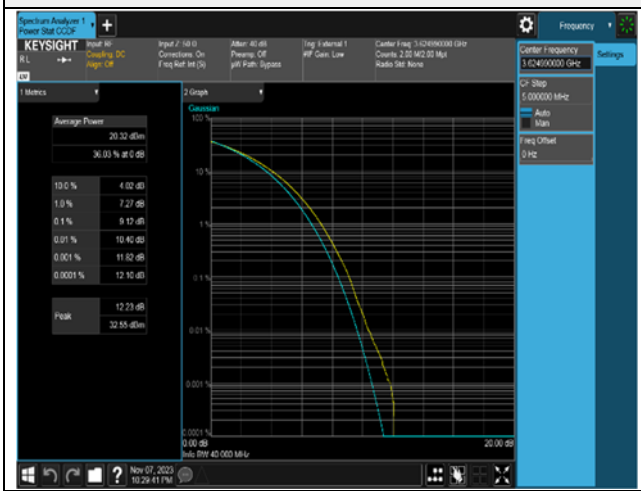 Spectrum Analyzer 1
Power Stat CCDF
+
Frequency
KEYSIGHT
RL
Input: RF
Coupling: DC
Align: Off
Input Z: 50 Ω
Corrections: On
Freq Ref: Int (S)
Atten: 40 dB
Preamp: Off
µW Path: Bypass
Trig: External 1
#IF Gain: Low
Center Freq: 3.624990000 GHz
Counts: 2.00 M/2.00 Mpt
Radio Std: None
LW
1 Metrics
Average Power
20.32 dBm
36.03 % at 0 dB
10.0 % 4.02 dB
1.0 % 7.27 dB
0.1 % 9.12 dB
0.01 % 10.40 dB
0.001 % 11.82 dB
0.0001 % 12.10 dB
Peak
12.23 dB
32.55 dBm
2 Graph
Gaussian
100 %
10 %
1 %
0.1 %
0.01 %
0.001 %
0.0001 %
0.00 dB
20.00 dB
Info BW 40.000 MHz
Center Frequency
3.624990000 GHz
Settings
CF Step
5.000000 MHz
Auto
Man
Freq Offset
0 Hz
?
Nov 07, 2023
10:29:41 PM